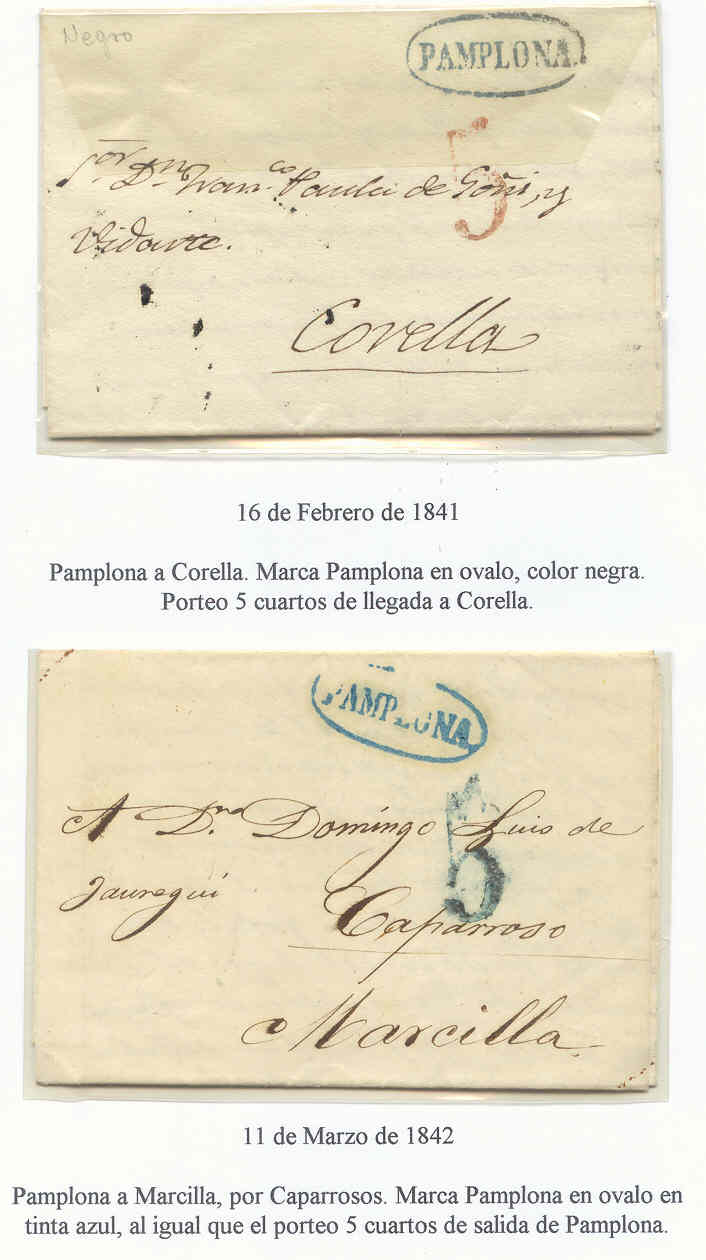 Negro
PAMPLONA.
5
Sor. Dn. Franco. Paula de Goñi, y
Vidarte.
Corella
16 de Febrero de 1841
Pamplona a Corella. Marca Pamplona en ovalo, color negra.
Porteo 5 cuartos de llegada a Corella.
PAMPLONA
5
A Dn. Domingo Luis de
Jauregui
Caparroso
Marcilla
11 de Marzo de 1842
Pamplona a Marcilla, por Caparrosos. Marca Pamplona en ovalo en
tinta azul, al igual que el porteo 5 cuartos de salida de Pamplona.